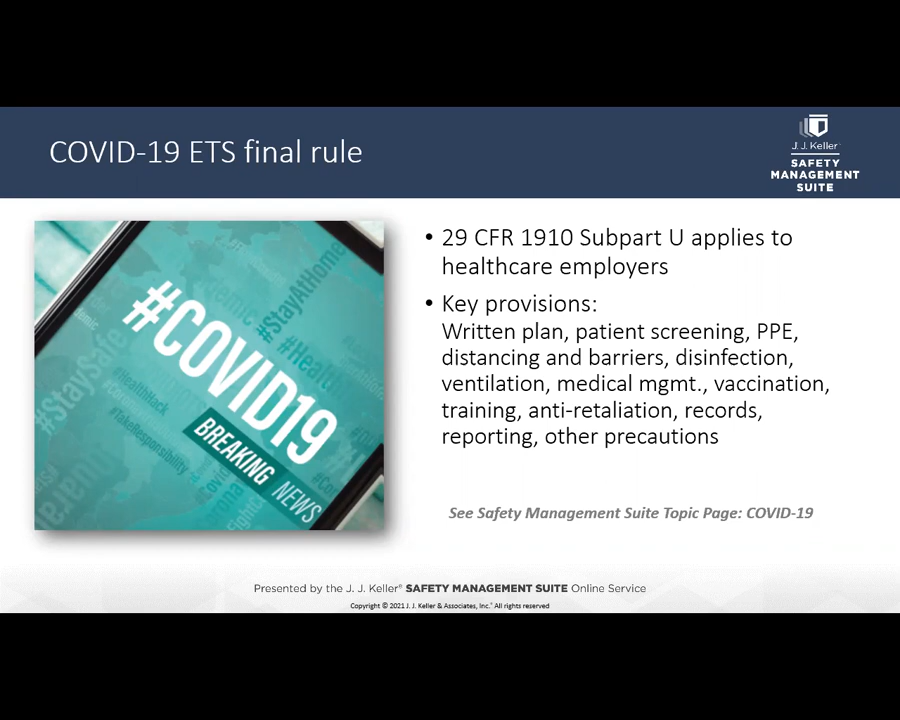 COVID-19 ETS final rule
J. J. Keller
SAFETY
MANAGEMENT
SUITE
#StayAtHome
#COVID19
BREAKING NEWS
#StaySafe
#HealthHack
#TakeResponsibility
• 29 CFR 1910 Subpart U applies to
healthcare employers
• Key provisions:
Written plan, patient screening, PPE,
distancing and barriers, disinfection,
ventilation, medical mgmt., vaccination,
training, anti-retaliation, records,
reporting, other precautions
See Safety Management Suite Topic Page: COVID-19
Presented by the J. J. Keller® SAFETY MANAGEMENT SUITE Online Service
Copyright © 2021 J. J. Keller & Associates, Inc.® All rights reserved